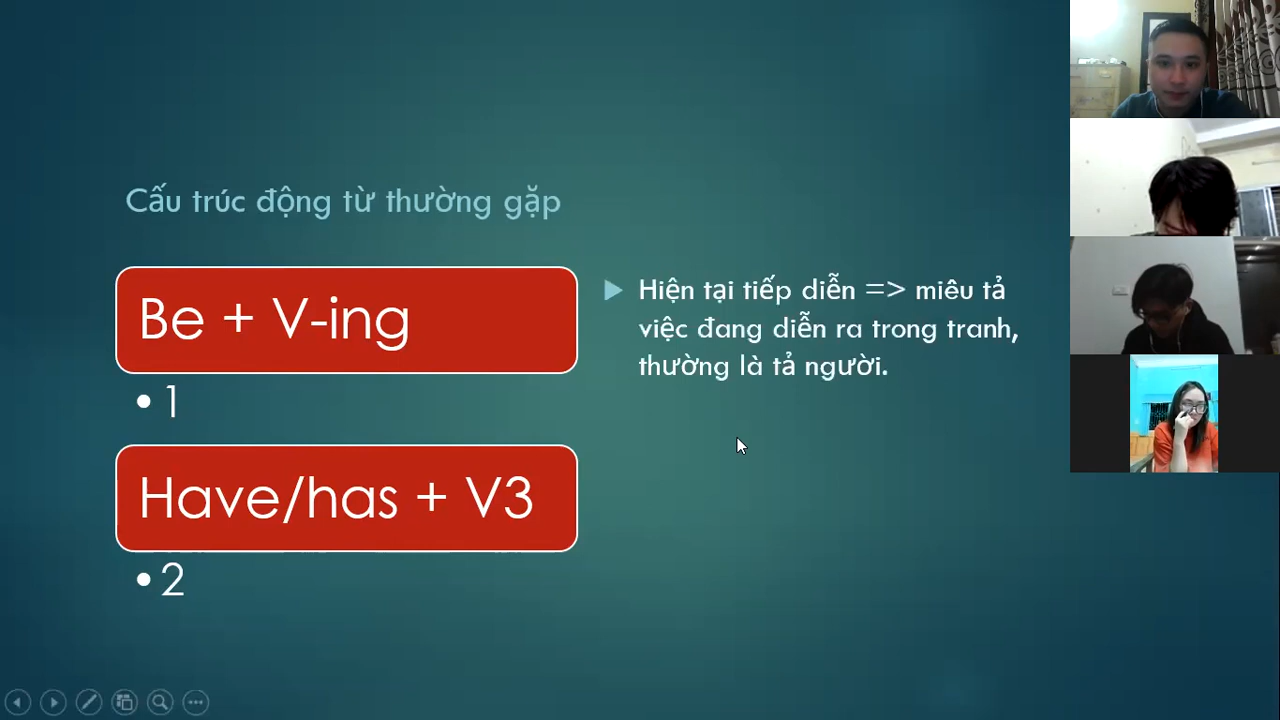 Cấu trúc động từ thường gặp
Be + V-ing
• 1
Have/has + V3
• 2
Hiện tại tiếp diễn => miêu tả
việc đang diễn ra trong tranh,
thường là tả người.